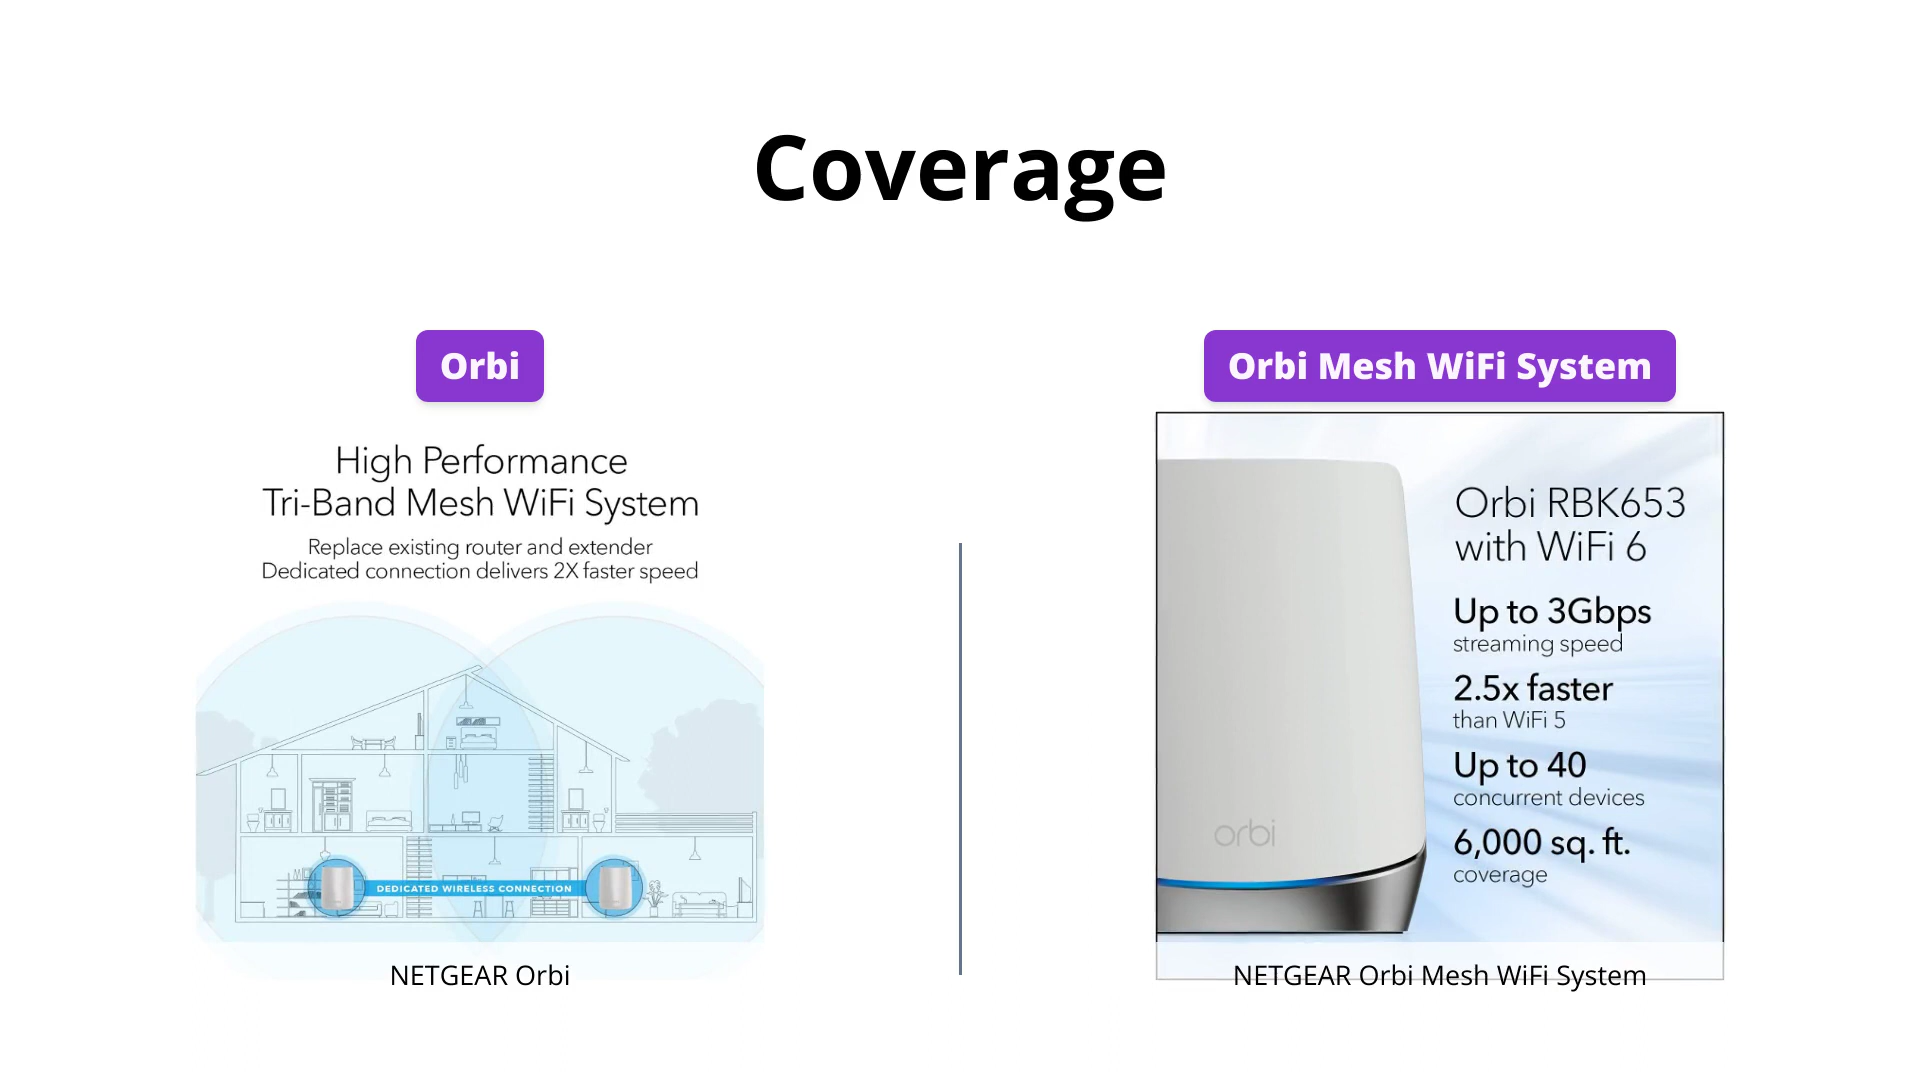 Coverage
Orbi
High Performance
Tri-Band Mesh WiFi System
Replace existing router and extender
Dedicated connection delivers 2X faster speed
DEDICATED WIRELESS CONNECTION
NETGEAR Orbi
Orbi Mesh WiFi System
Orbi RBK653
with WiFi 6
Up to 3Gbps
streaming speed
2.5x faster
than WiFi 5
Up to 40
concurrent devices
6,000 sq. ft.
coverage
orbi
NETGEAR Orbi Mesh WiFi System